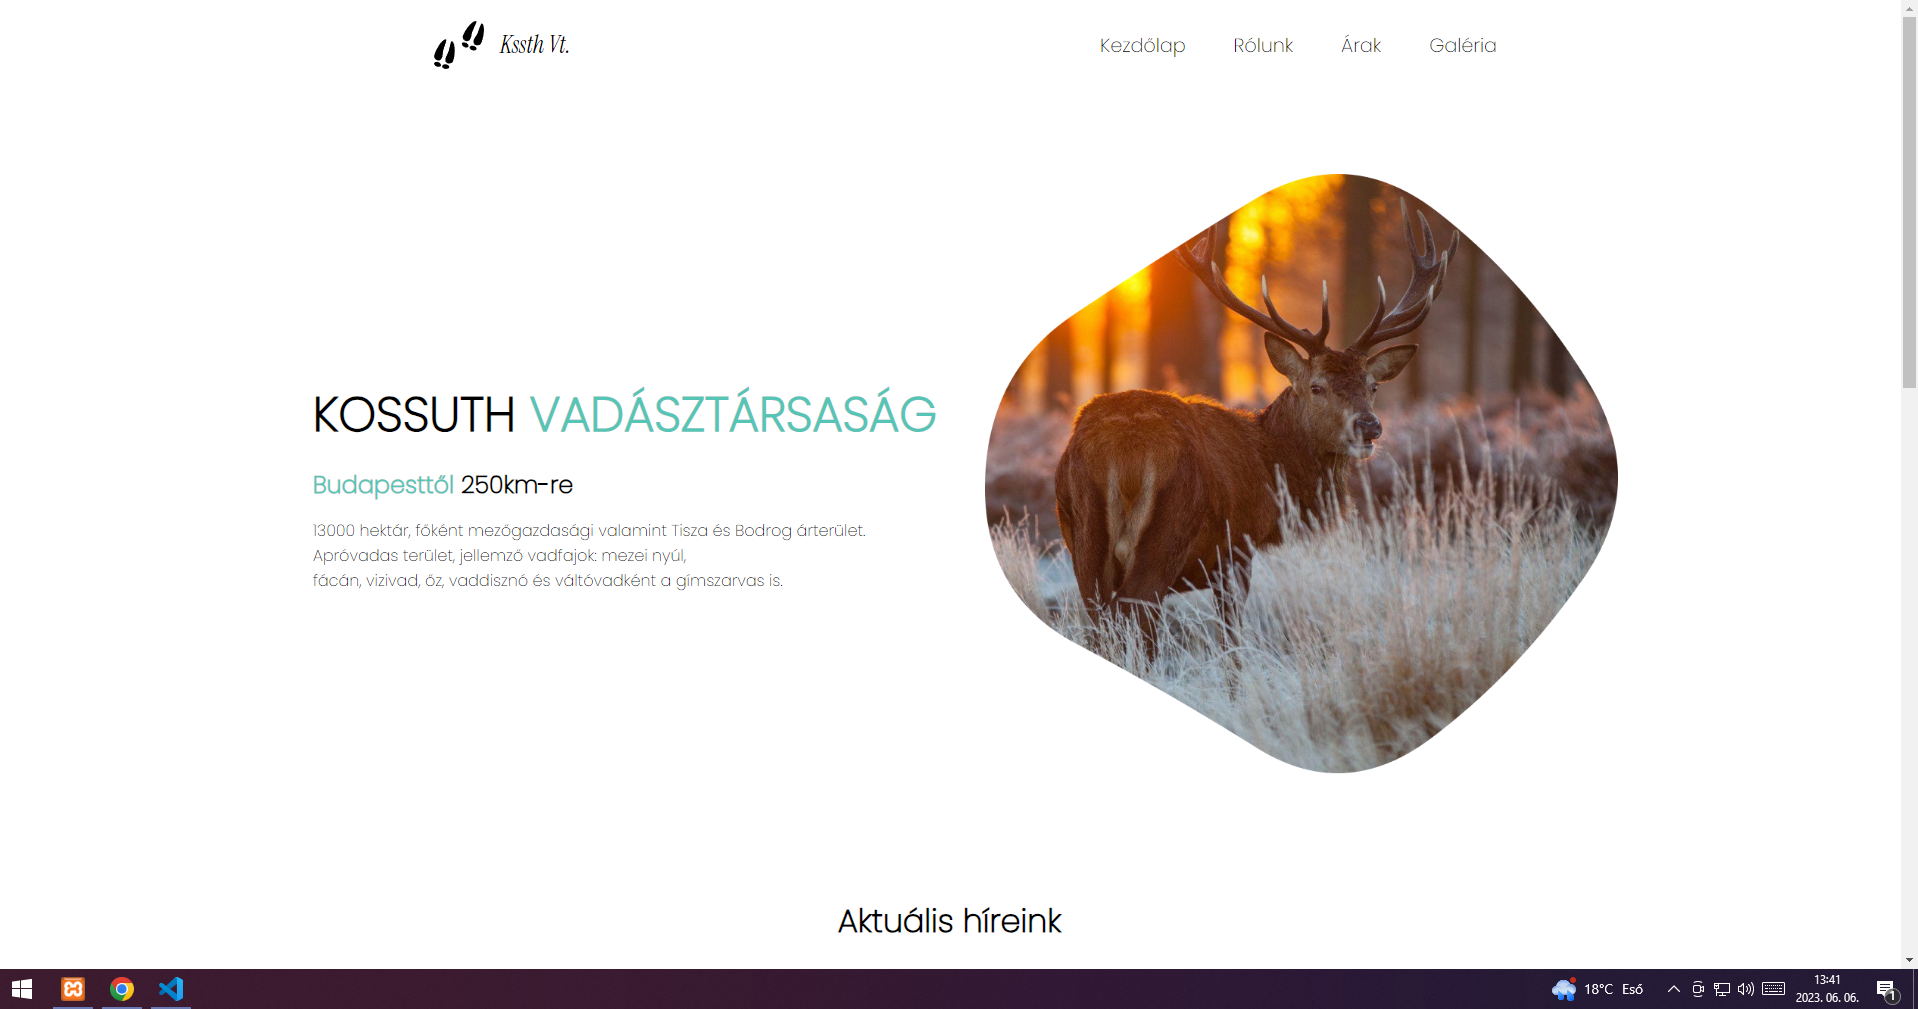 Kssth Vt.
Kezdőlap Rólunk Árak Galéria
KOSSUTH VADÁSZTÁRSASÁG
Budapesttől 250km-re
13000 hektár, főként mezőgazdasági valamint Tisza és Bodrog árterület.
Apróvadas terület, jellemző vadfajok: mezei nyúl,
fácán, vizivad, őz, vaddisznó és váltóvadként a gímszarvas is.
Aktuális híreink
18°C Eső
13:41
2023. 06. 06.
1